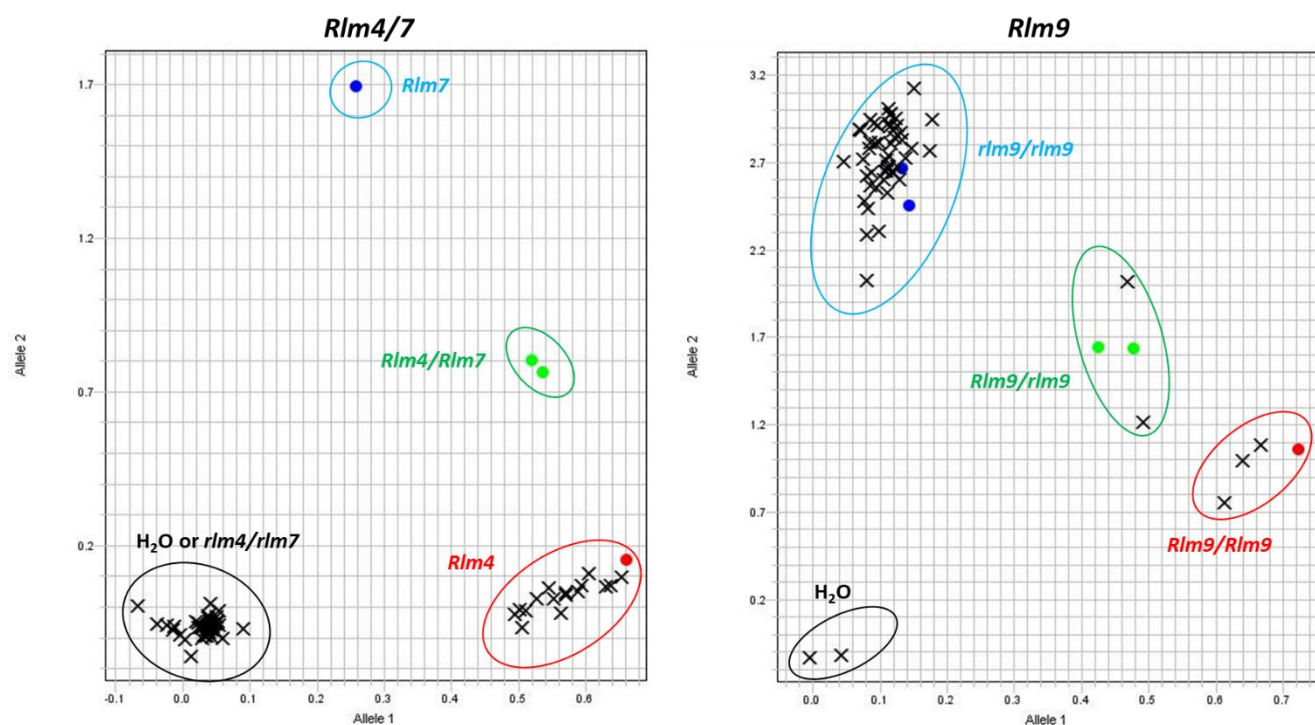 Rlm4/7
1.7
1.2
0.7
0.2
Allele 2
-0.1
0.0
0.1
0.2
0.3
0.4
0.5
0.6
Allele 1
Rlm7
Rlm4/Rlm7
H₂O or rlm4/rlm7
Rlm4
Rlm9
3.2
2.7
2.2
1.7
1.2
0.7
0.2
Allele 2
0.0
0.1
0.2
0.3
0.4
0.5
0.6
0.7
Allele 1
rlm9/rlm9
Rlm9/rlm9
Rlm9/Rlm9
H₂O